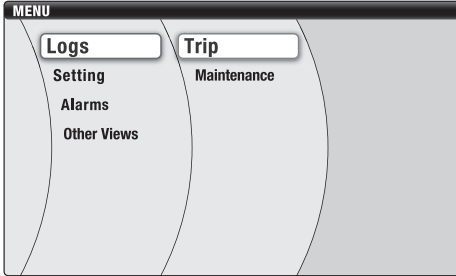 MENU
Logs Trip
Setting Maintenance
Alarms
Other Views